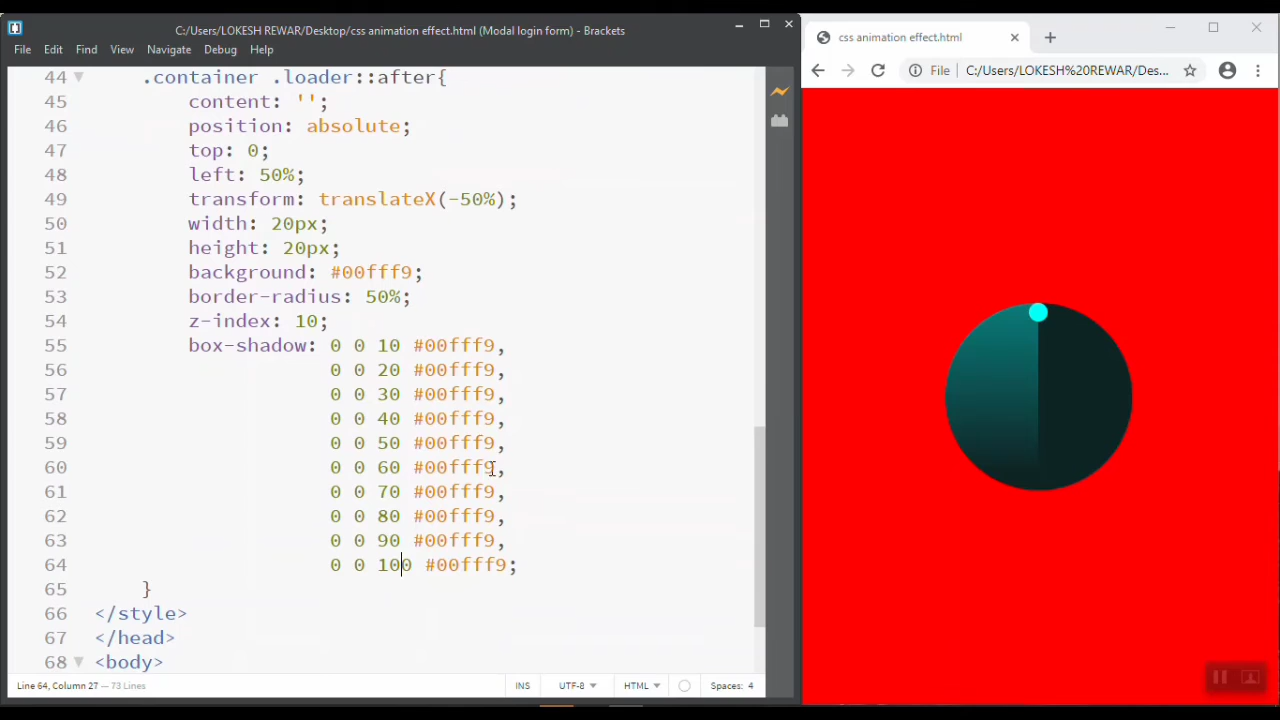 C:/Users/LOKESH REWAR/Desktop/css animation effect.html (Modal login form) - Brackets
File Edit Find View Navigate Debug Help
44 .container .loader::after{
45 content: '';
46 position: absolute;
47 top: 0;
48 left: 50%;
49 transform: translateX(-50%);
50 width: 20px;
51 height: 20px;
52 background: #00fff9;
53 border-radius: 50%;
54 z-index: 10;
55 box-shadow: 0 0 10 #00fff9,
56 0 0 20 #00fff9,
57 0 0 30 #00fff9,
58 0 0 40 #00fff9,
59 0 0 50 #00fff9,
60 0 0 60 #00fff9,
61 0 0 70 #00fff9,
62 0 0 80 #00fff9,
63 0 0 90 #00fff9,
64 0 0 100 #00fff9;
65 }
66 </style>
67 </head>
68 <body>
Line 64, Column 27 — 73 Lines INS UTF-8 HTML Spaces: 4
css animation effect.html
File C:/Users/LOKESH%20REWAR/Des...